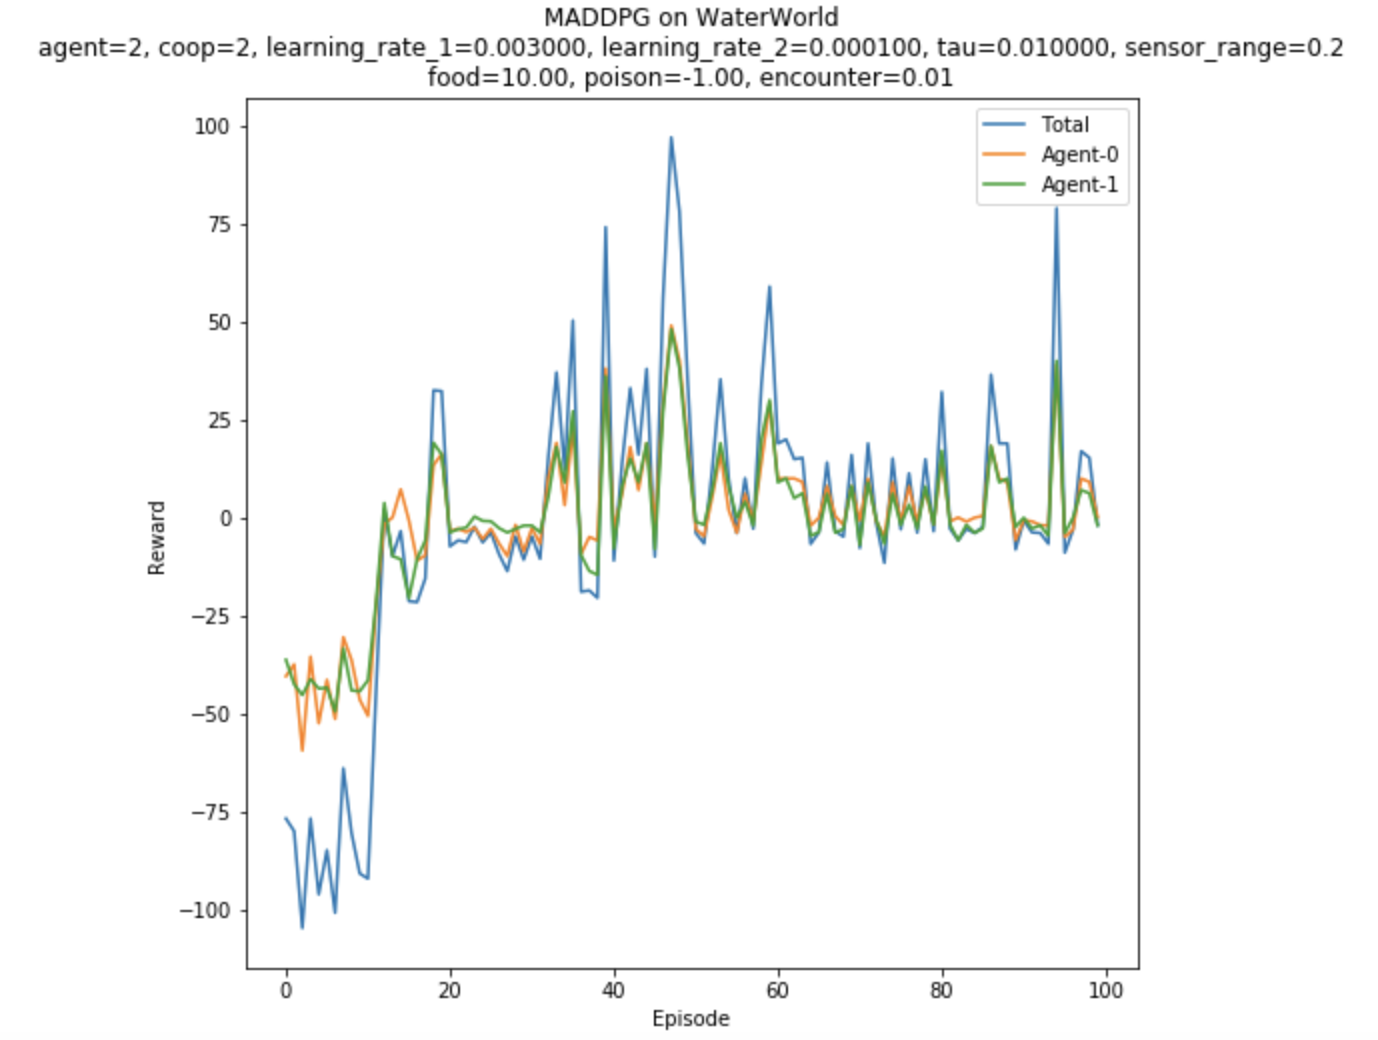 MADDPG on WaterWorld
agent=2, coop=2, learning_rate_1=0.003000, learning_rate_2=0.000100, tau=0.010000, sensor_range=0.2
food=10.00, poison=-1.00, encounter=0.01
Total
Agent-0
Agent-1
100
75
50
25
0
−25
−50
−75
−100
Reward
0 20 40 60 80 100
Episode